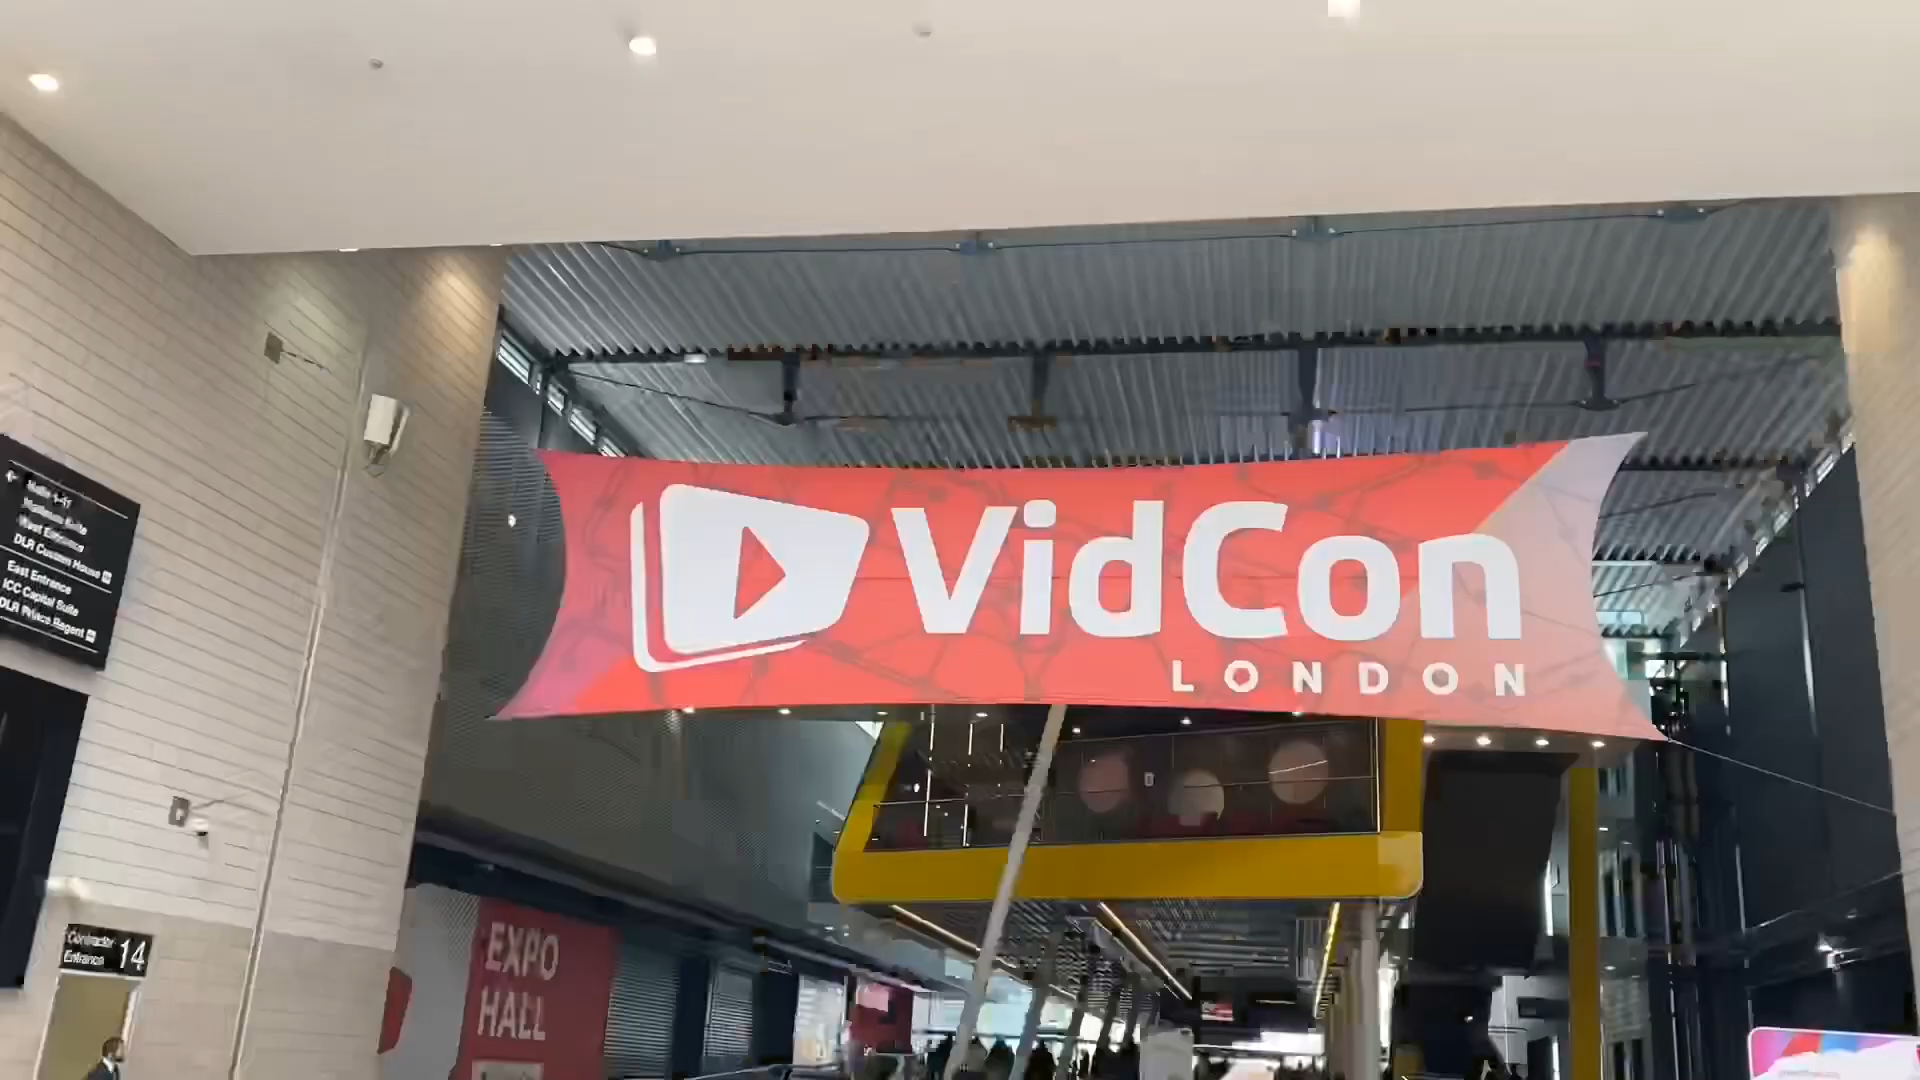 Halls 1-11
Platinum Suite
West Entrance
DLR Custom House
East Entrance
ICC Capital Suite
DLR Prince Regent
VidCon
LONDON
Contractor
Entrance 14
EXPO
HALL